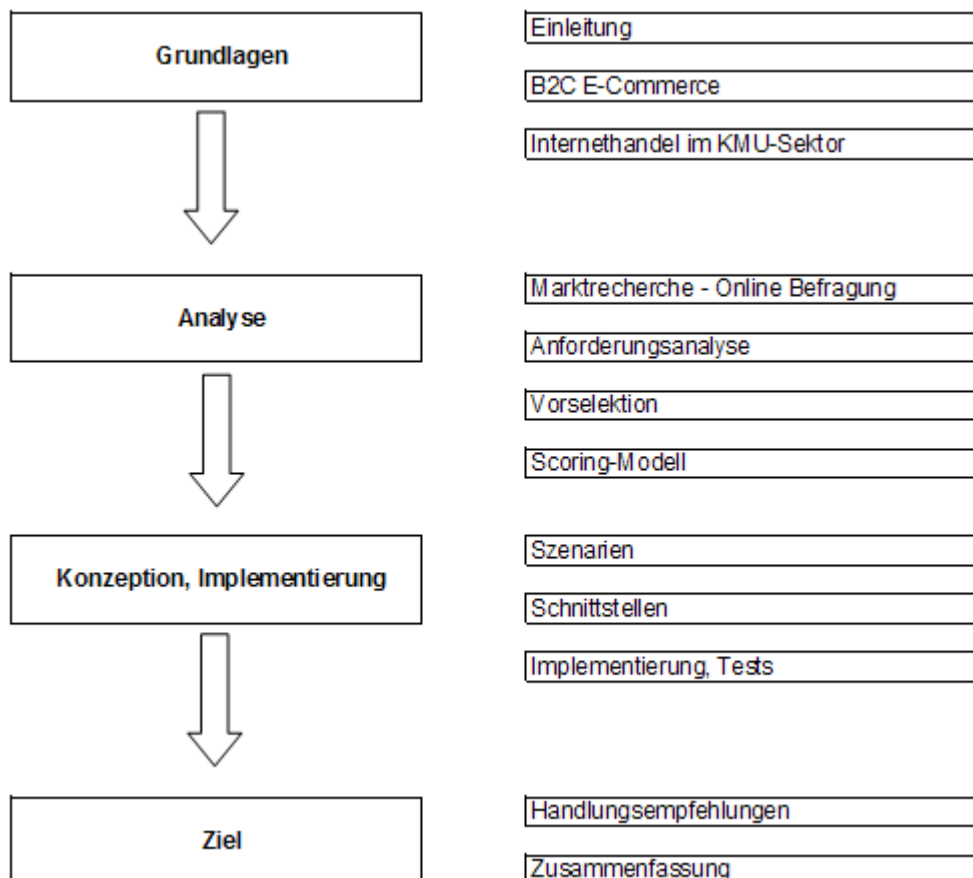 Grundlagen
Einleitung
B2C E-Commerce
Internethandel im KMU-Sektor
Analyse
Marktrecherche - Online Befragung
Anforderungsanalyse
Vorselektion
Scoring-Modell
Konzeption, Implementierung
Szenarien
Schnittstellen
Implementierung, Tests
Ziel
Handlungsempfehlungen
Zusammenfassung